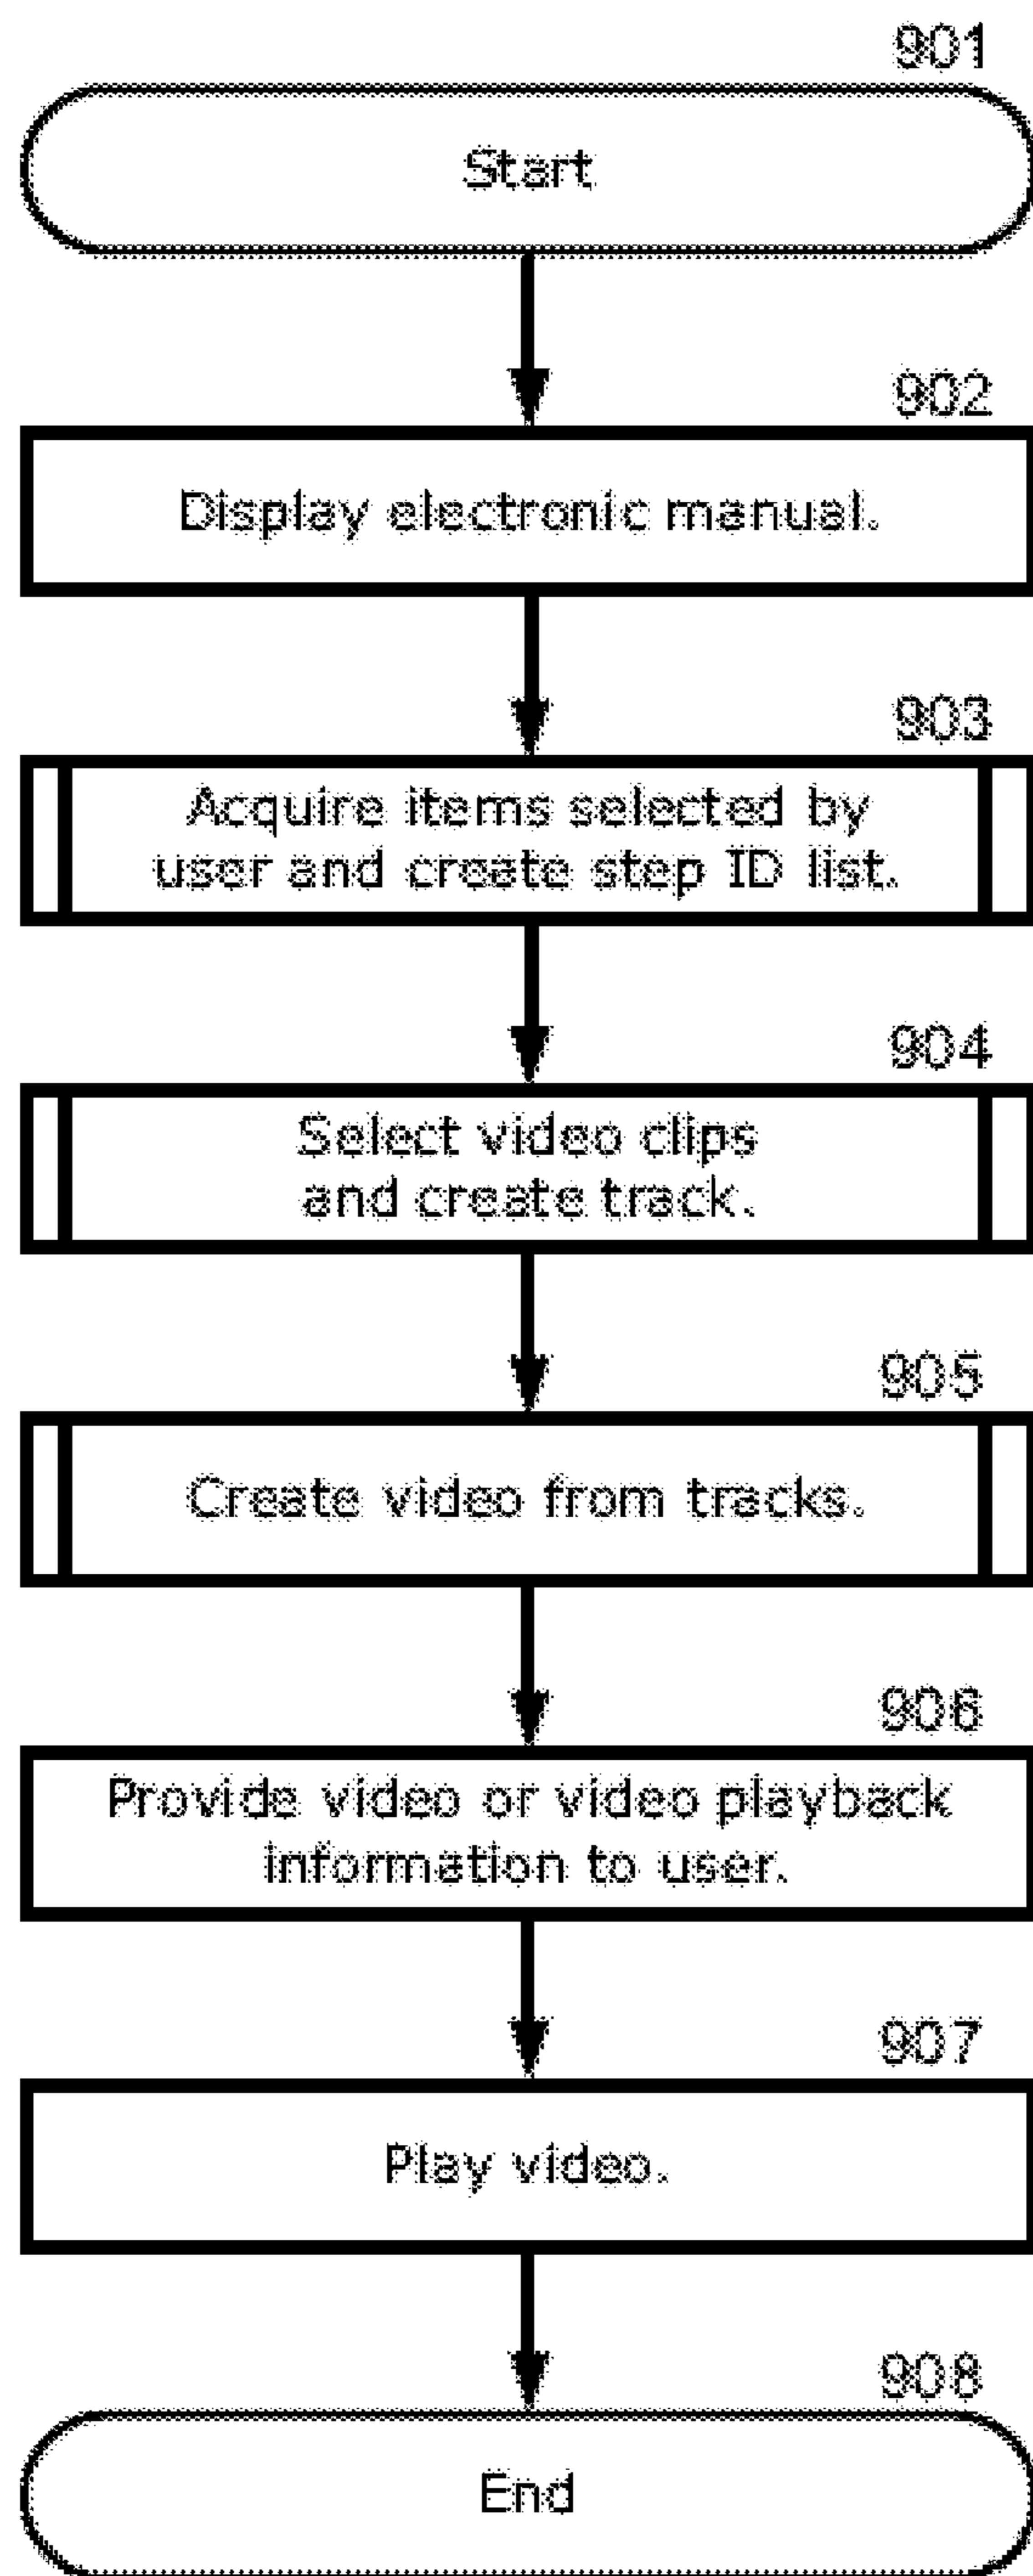 901
Start
902
Display electronic manual.
903
Acquire items selected by
user and create step ID list.
904
Select video clips
and create track.
905
Create video from tracks.
906
Provide video or video playback
information to user.
907
Play video.
908
End